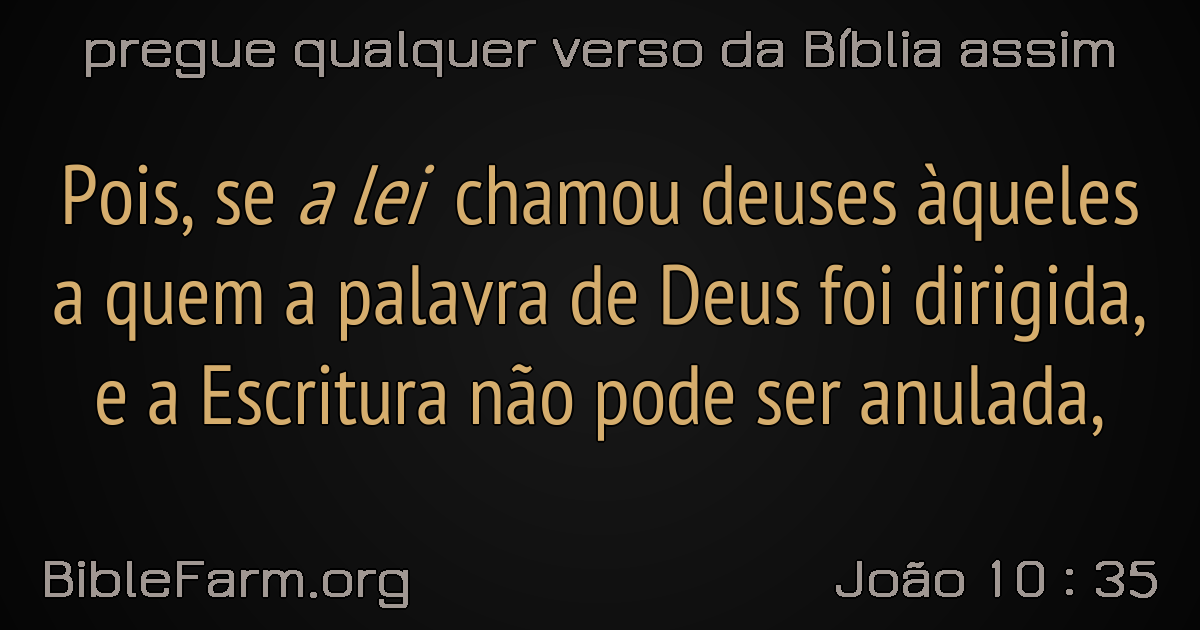 pregue qualquer verso da Bíblia assim
Pois, se a lei chamou deuses àqueles
a quem a palavra de Deus foi dirigida,
e a Escritura não pode ser anulada,
BibleFarm.org
João 10 : 35